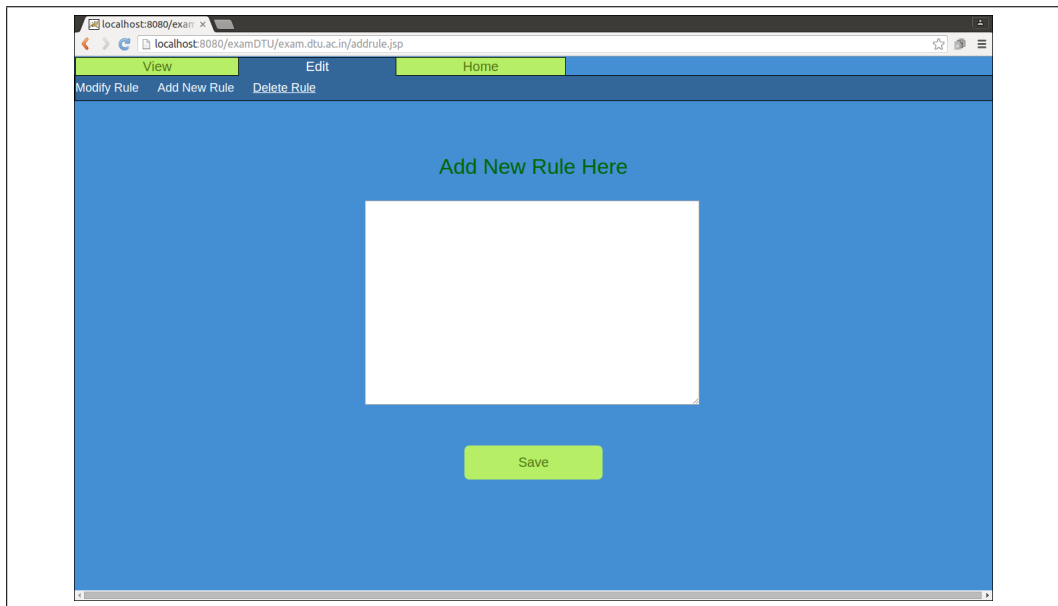 localhost:8080/exam
localhost:8080/examDTU/exam.dtu.ac.in/addrule.jsp
View Edit Home
Modify Rule Add New Rule Delete Rule
Add New Rule Here
Save